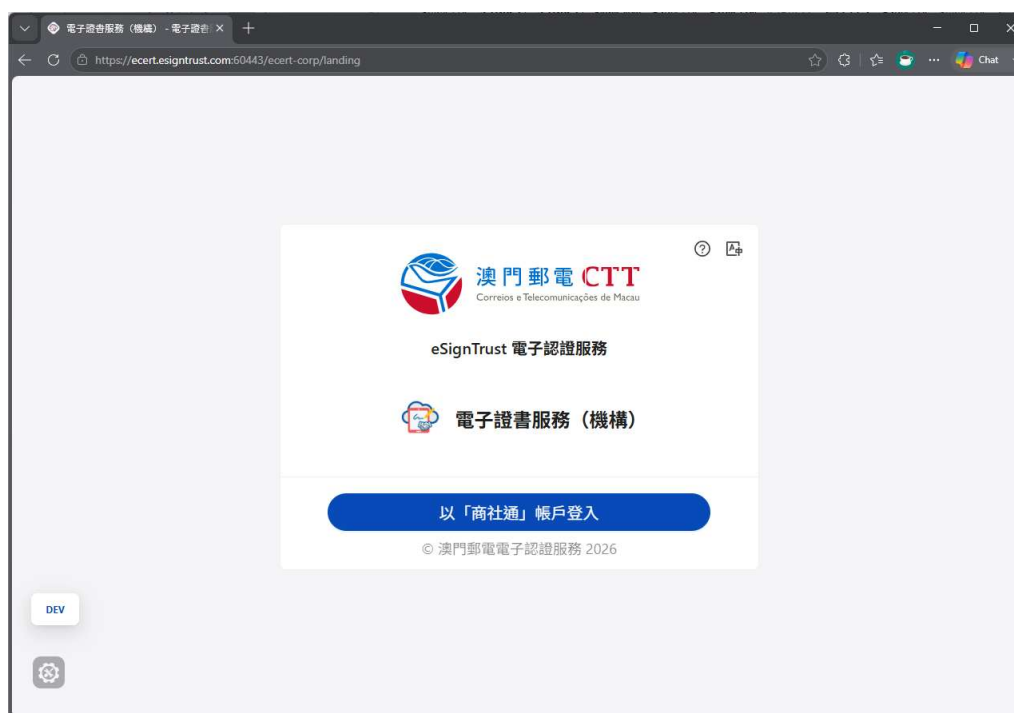 電子證書服務（機構） - 電子證書
https://ecert.esigntrust.com:60443/ecert-corp/landing
Chat
澳門郵電 CTT
Correios e Telecomunicações de Macau
eSignTrust 電子認證服務
電子證書服務（機構）
以「商社通」帳戶登入
© 澳門郵電電子認證服務 2026
DEV